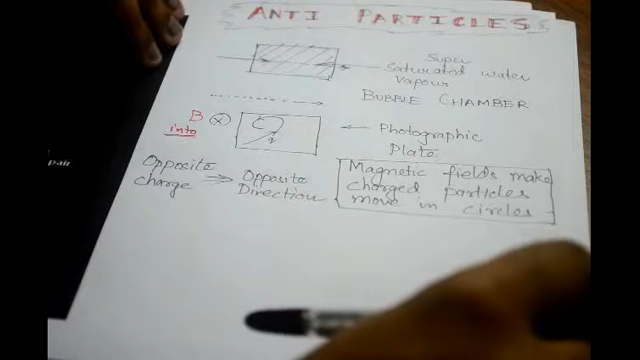 ANTI PARTICLES
Super
Saturated water
Vapour
BUBBLE CHAMBER
B
into
Photographic
Plate
Opposite
charge
Opposite
Direction
Magnetic fields make
charged particles
move in circles
pair